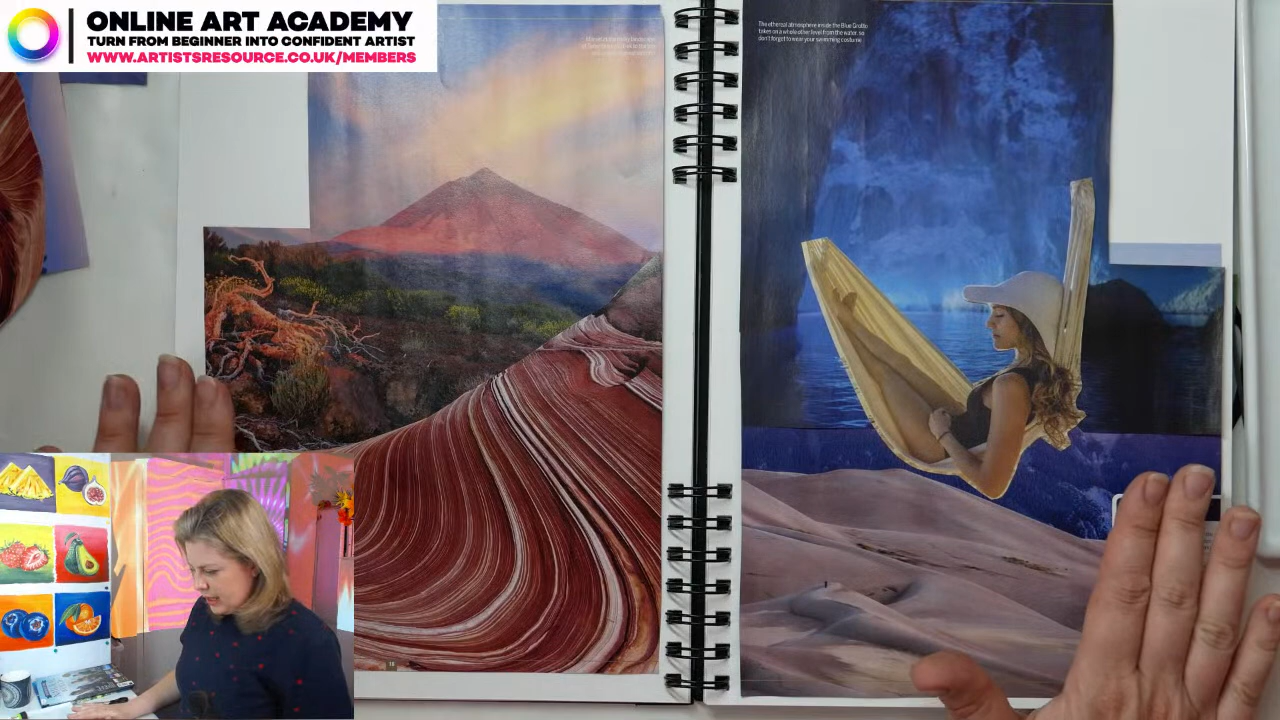 ONLINE ART ACADEMY
TURN FROM BEGINNER INTO CONFIDENT ARTIST
WWW.ARTISTSRESOURCE.CO.UK/MEMBERS
The ethereal atmosphere inside the Blue Grotto
takes on a whole other level from the water, so
don't forget to wear your swimming costume